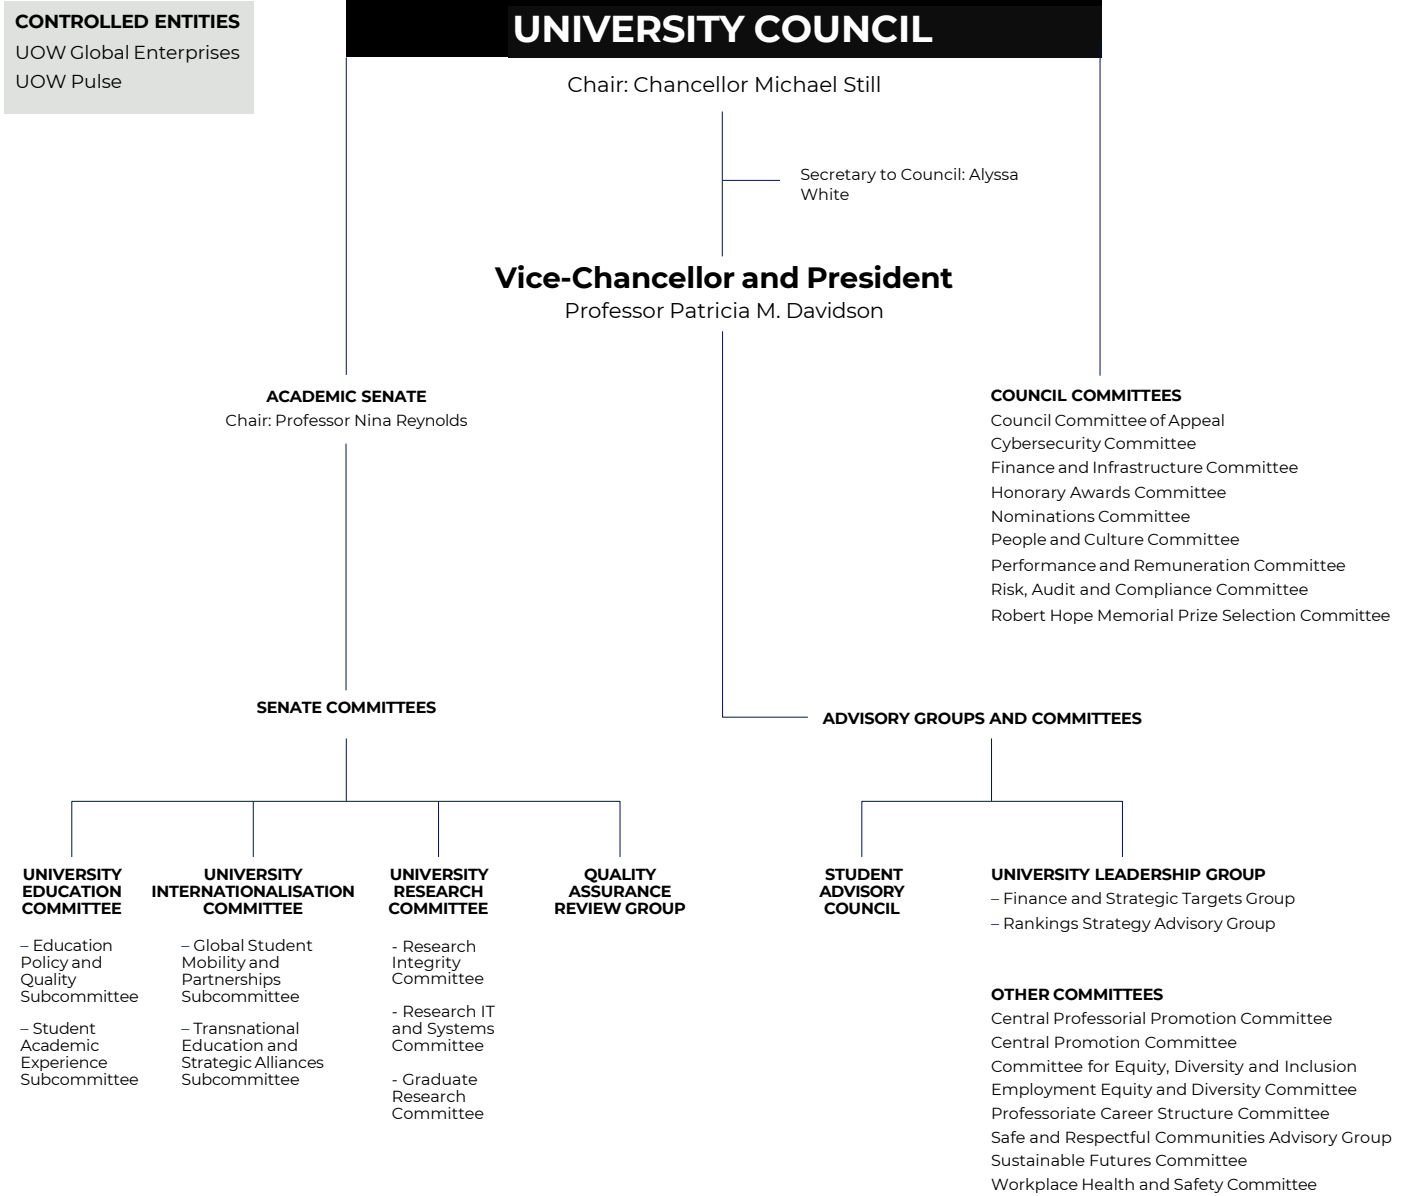 CONTROLLED ENTITIES
UOW Global Enterprises
UOW Pulse
UNIVERSITY COUNCIL
Chair: Chancellor Michael Still
Secretary to Council: Alyssa
White
Vice-Chancellor and President
Professor Patricia M. Davidson
ACADEMIC SENATE
Chair: Professor Nina Reynolds
COUNCIL COMMITTEES
Council Committee of Appeal
Cybersecurity Committee
Finance and Infrastructure Committee
Honorary Awards Committee
Nominations Committee
People and Culture Committee
Performance and Remuneration Committee
Risk, Audit and Compliance Committee
Robert Hope Memorial Prize Selection Committee
SENATE COMMITTEES
ADVISORY GROUPS AND COMMITTEES
UNIVERSITY
EDUCATION
COMMITTEE
– Education
Policy and
Quality
Subcommittee
– Student
Academic
Experience
Subcommittee
UNIVERSITY
INTERNATIONALISATION
COMMITTEE
– Global Student
Mobility and
Partnerships
Subcommittee
– Transnational
Education and
Strategic Alliances
Subcommittee
UNIVERSITY
RESEARCH
COMMITTEE
- Research
Integrity
Committee
- Research IT
and Systems
Committee
- Graduate
Research
Committee
QUALITY
ASSURANCE
REVIEW GROUP
STUDENT
ADVISORY
COUNCIL
UNIVERSITY LEADERSHIP GROUP
– Finance and Strategic Targets Group
– Rankings Strategy Advisory Group
OTHER COMMITTEES
Central Professorial Promotion Committee
Central Promotion Committee
Committee for Equity, Diversity and Inclusion
Employment Equity and Diversity Committee
Professoriate Career Structure Committee
Safe and Respectful Communities Advisory Group
Sustainable Futures Committee
Workplace Health and Safety Committee